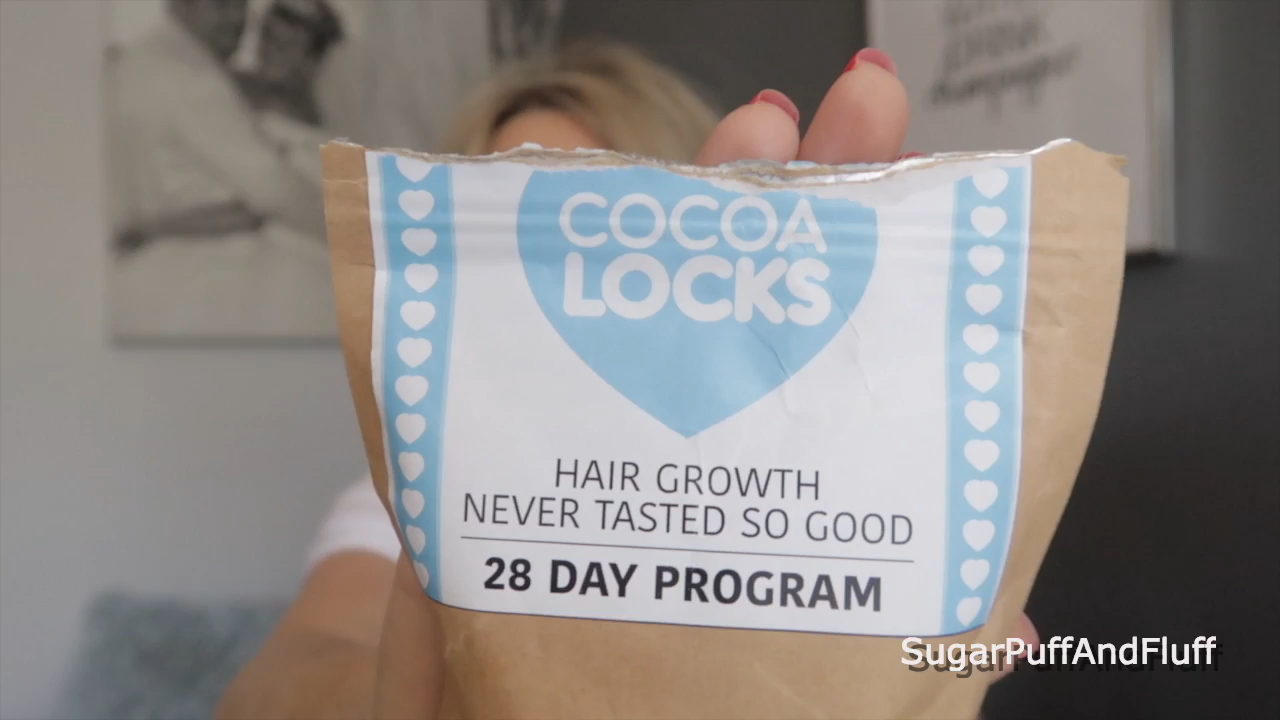 COCOA
LOCKS
HAIR GROWTH
NEVER TASTED SO GOOD
28 DAY PROGRAM
SugarPuffAndFluff